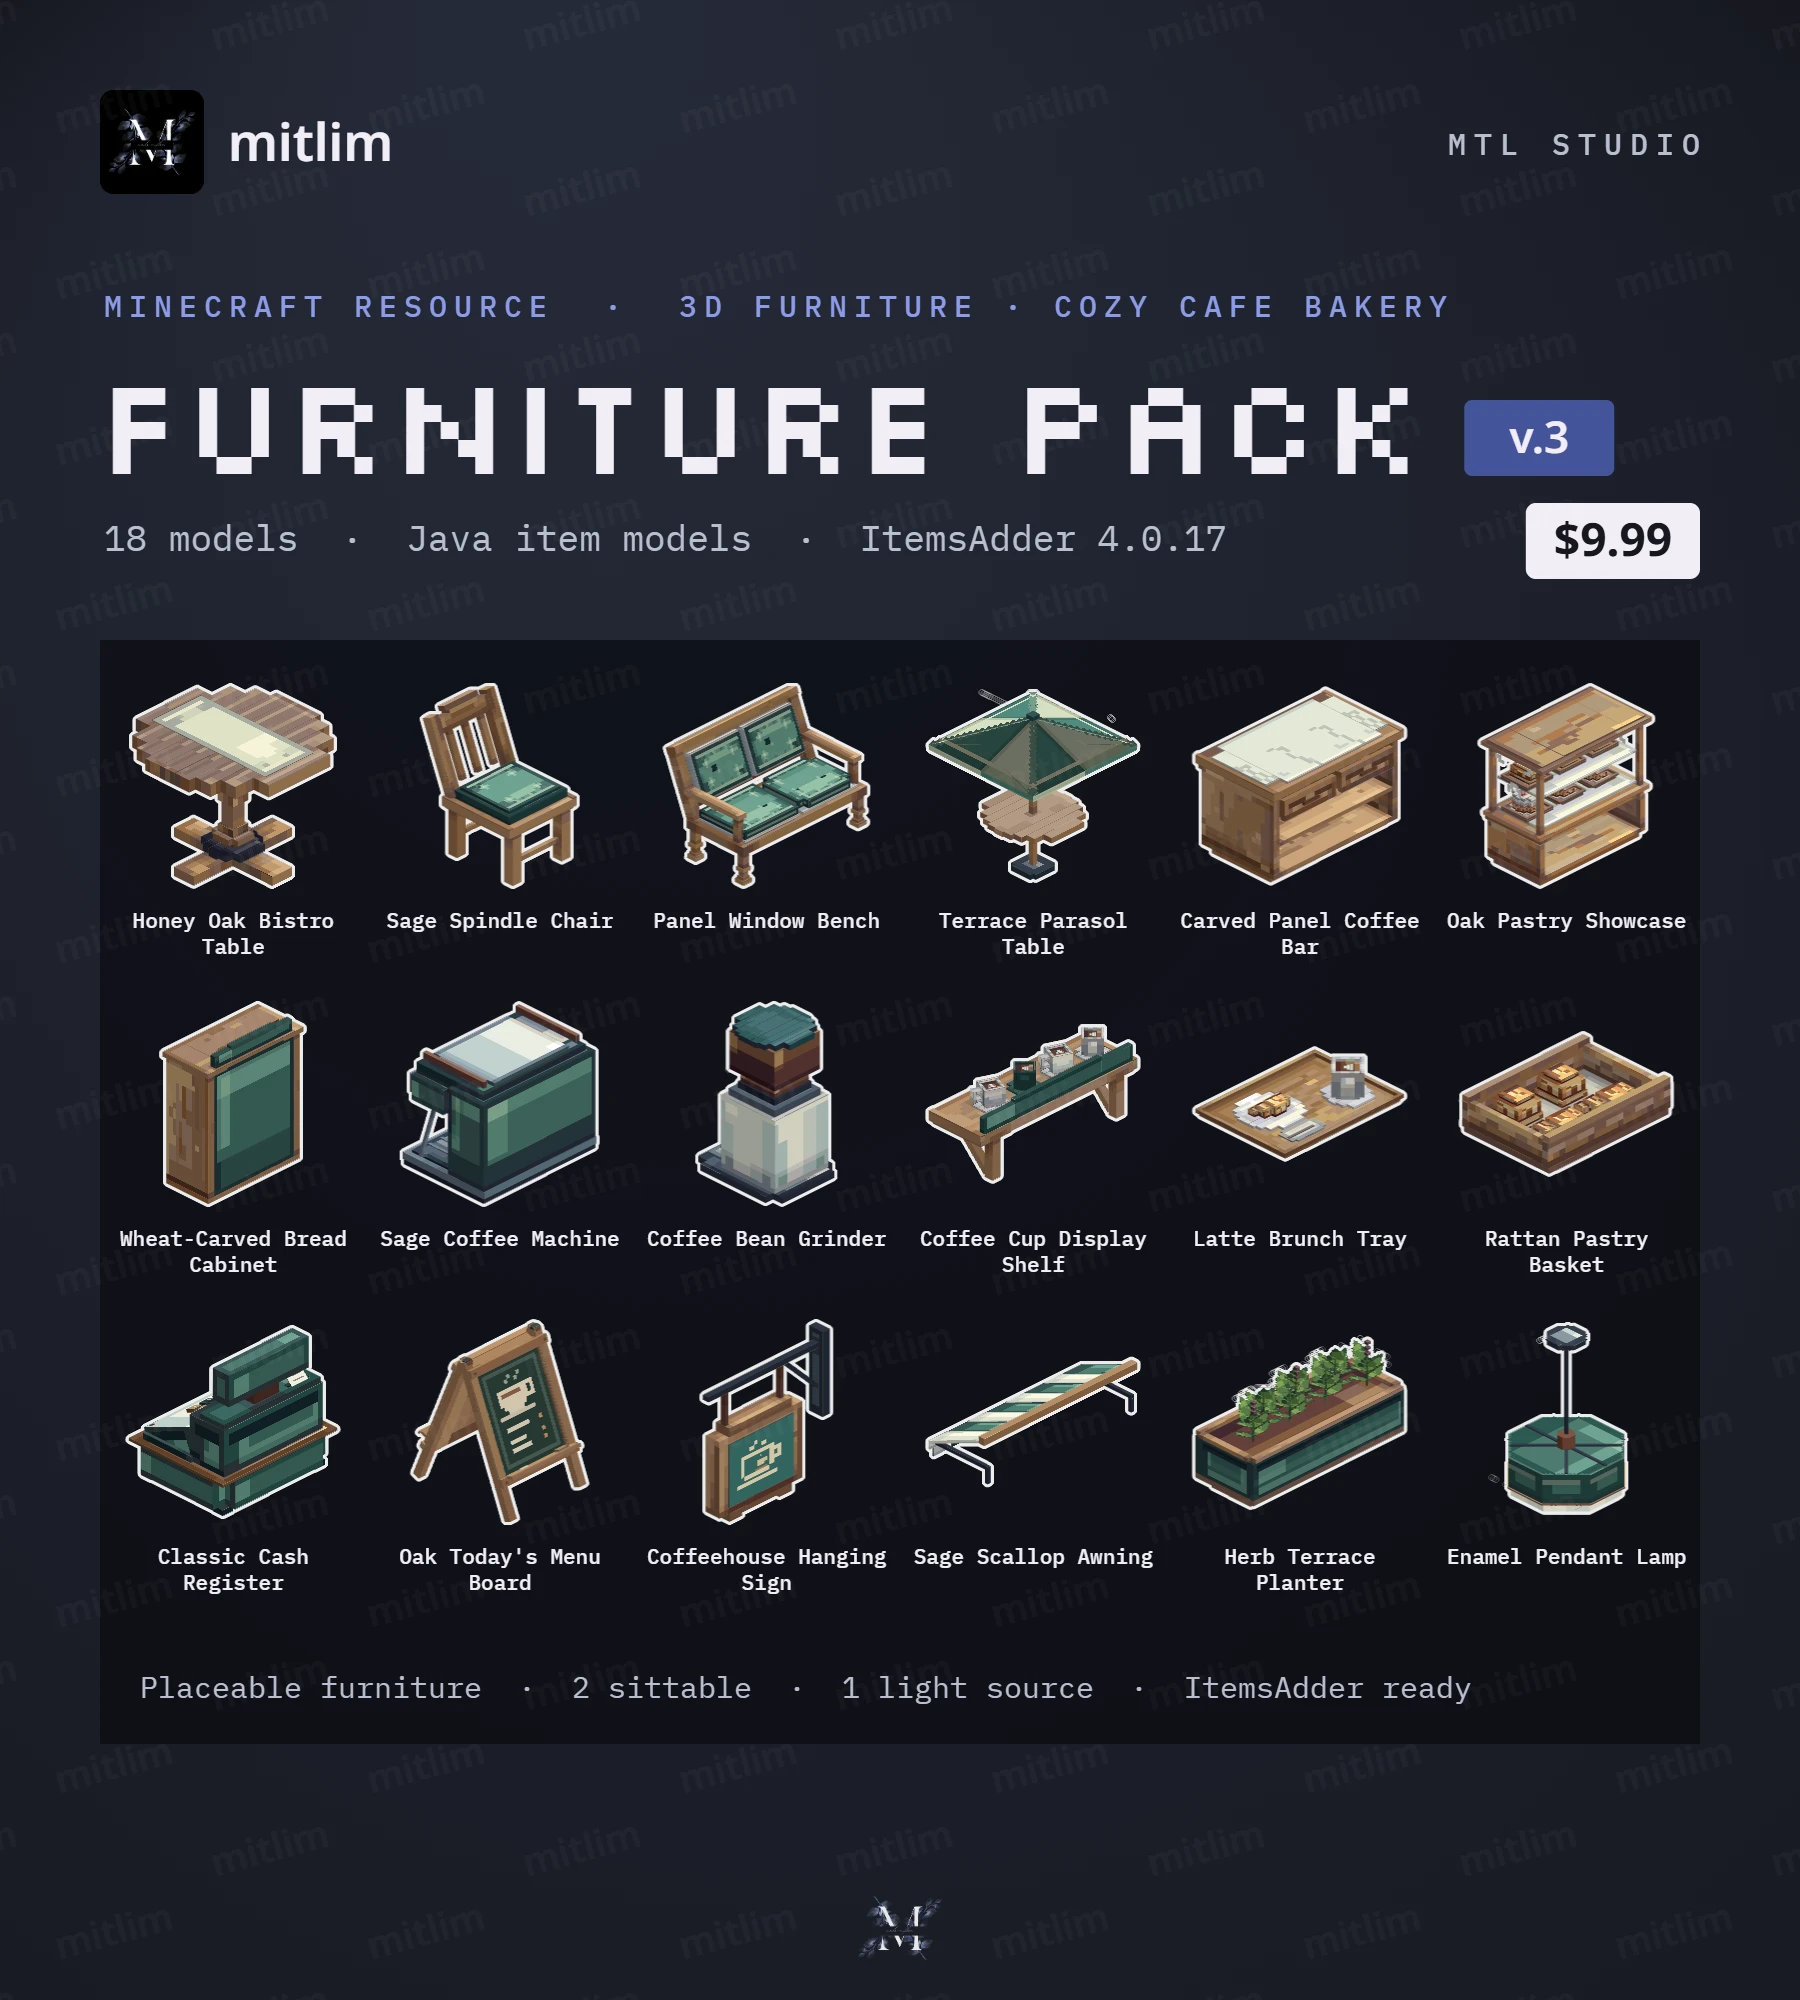 mitlim
MTL STUDIO
MINECRAFT RESOURCE · 3D FURNITURE · COZY CAFE BAKERY
FURNITURE PACK v.3
18 models · Java item models · ItemsAdder 4.0.17
$9.99
Honey Oak Bistro Table
Sage Spindle Chair
Panel Window Bench
Terrace Parasol Table
Carved Panel Coffee Bar
Oak Pastry Showcase
Wheat-Carved Bread Cabinet
Sage Coffee Machine
Coffee Bean Grinder
Coffee Cup Display Shelf
Latte Brunch Tray
Rattan Pastry Basket
Classic Cash Register
Oak Today's Menu Board
Coffeehouse Hanging Sign
Sage Scallop Awning
Herb Terrace Planter
Enamel Pendant Lamp
Placeable furniture · 2 sittable · 1 light source · ItemsAdder ready
M